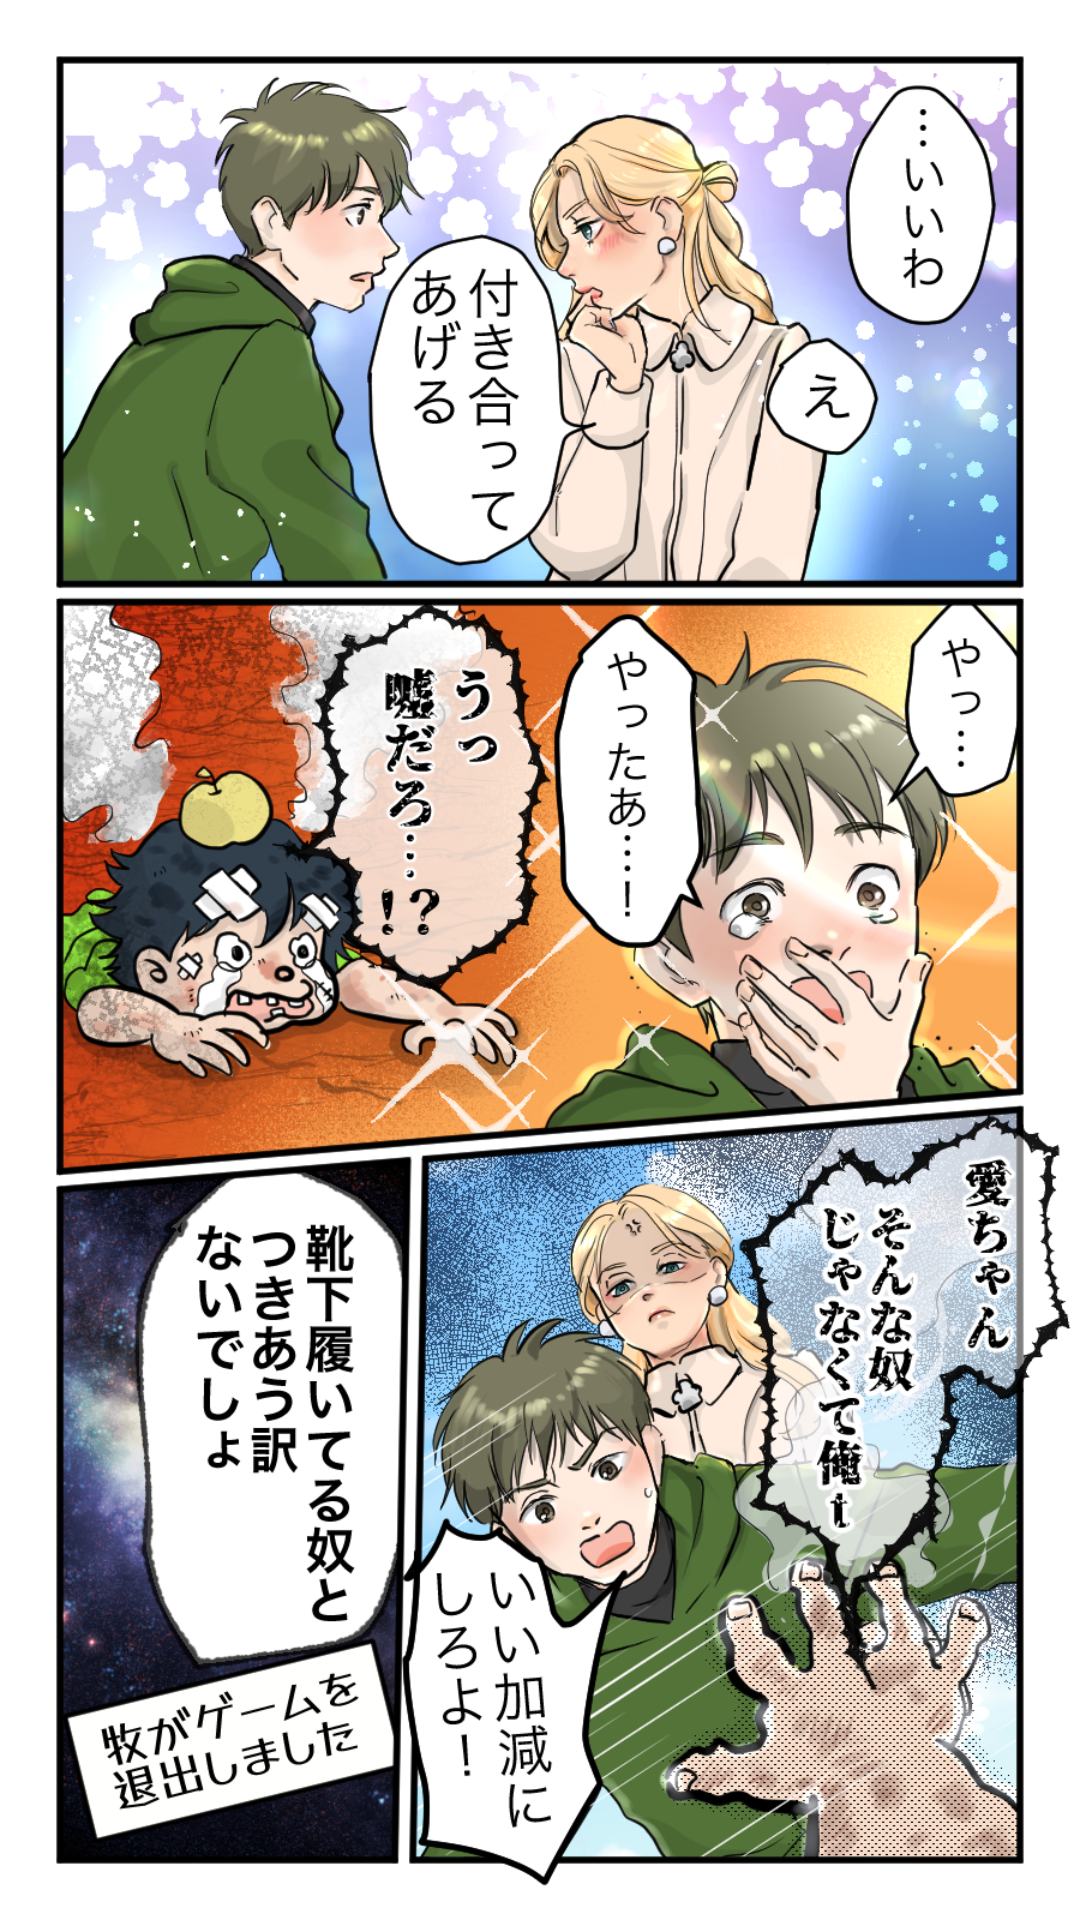 …いいわ
え
付き合って
あげる
やっ…
やったあ…！
うっ
嘘だろ…！？
愛ちゃん
そんな奴
じゃなくて俺t
いい加減に
しろよ！
靴下履いてる奴と
つきあう訳
ないでしょ
牧がゲームを
退出しました